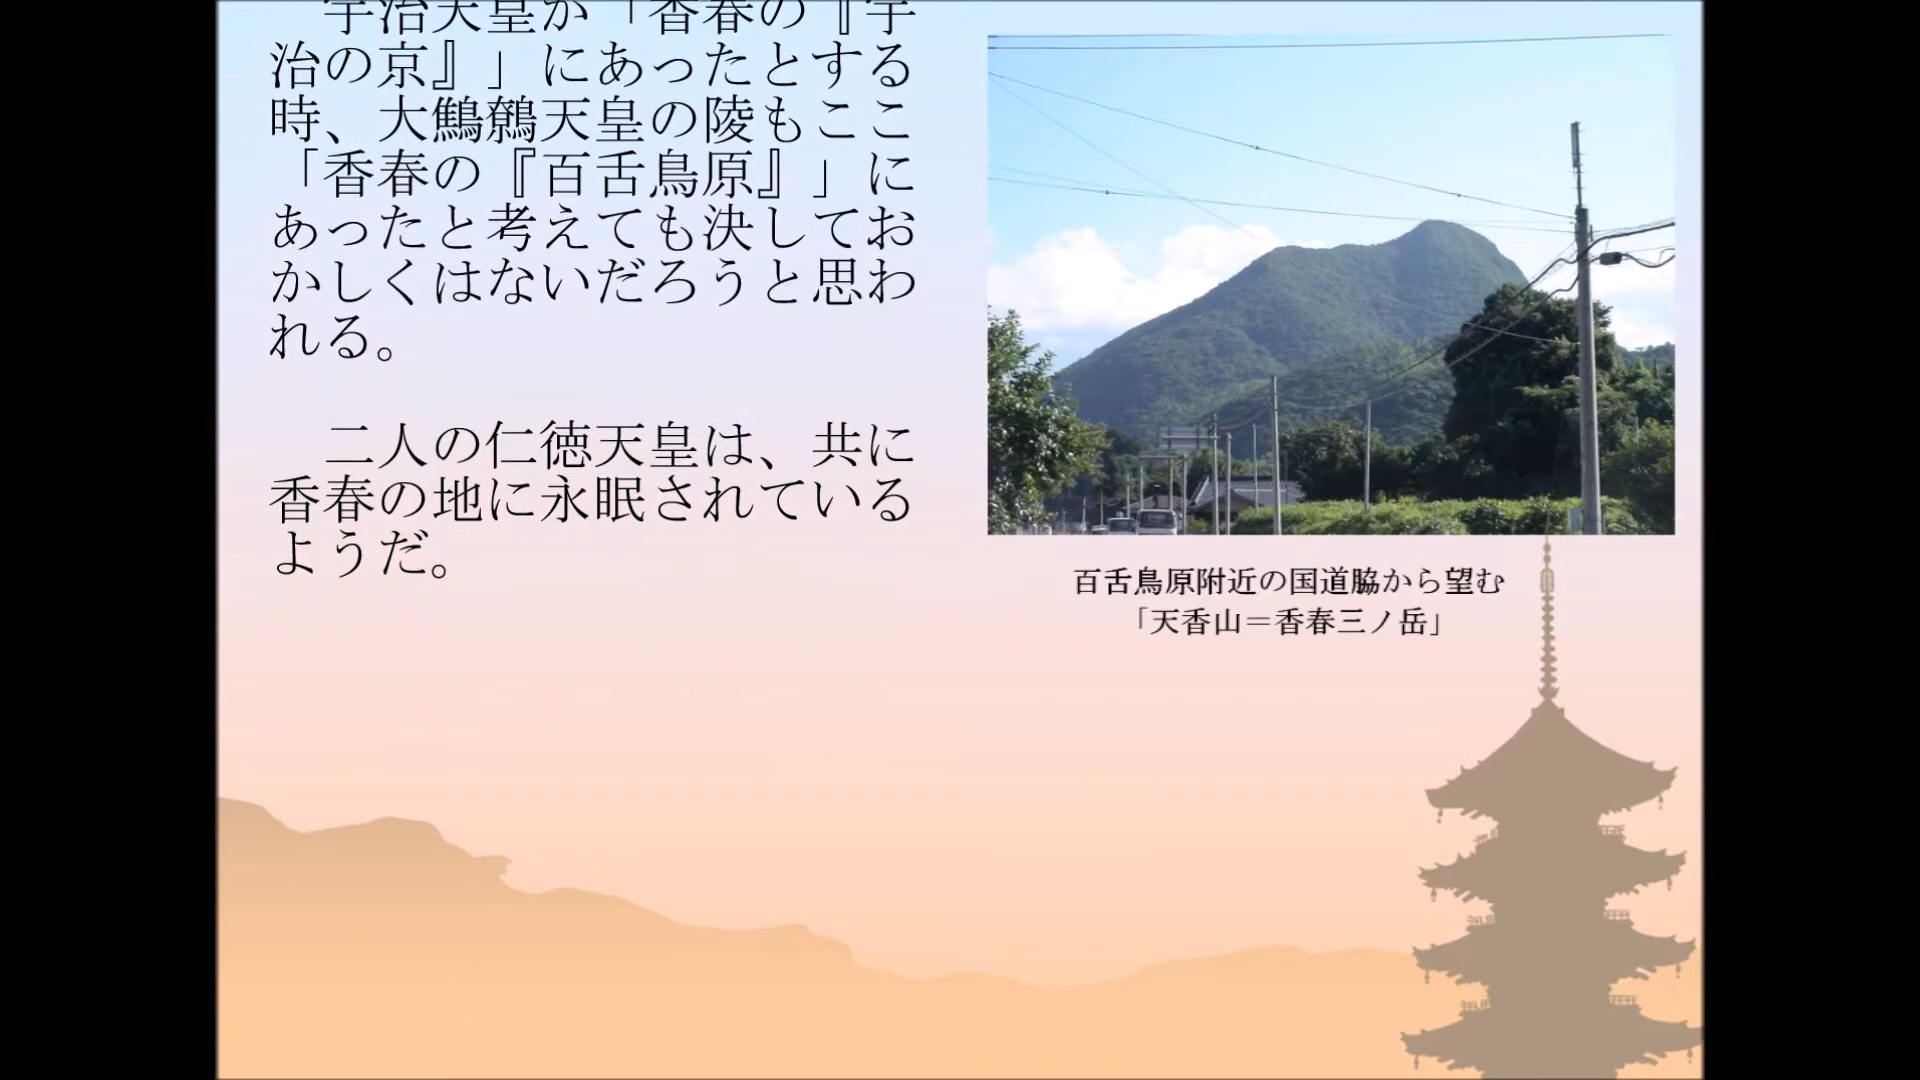 宇治天皇が「香春の『宇
治の京』」にあったとする
時、大鷦鷯天皇の陵もここ
「香春の『百舌鳥原』」に
あったと考えても決してお
かしくはないだろうと思わ
れる。
二人の仁徳天皇は、共に
香春の地に永眠されている
ようだ。
百舌鳥原附近の国道脇から望む
「天香山＝香春三ノ岳」